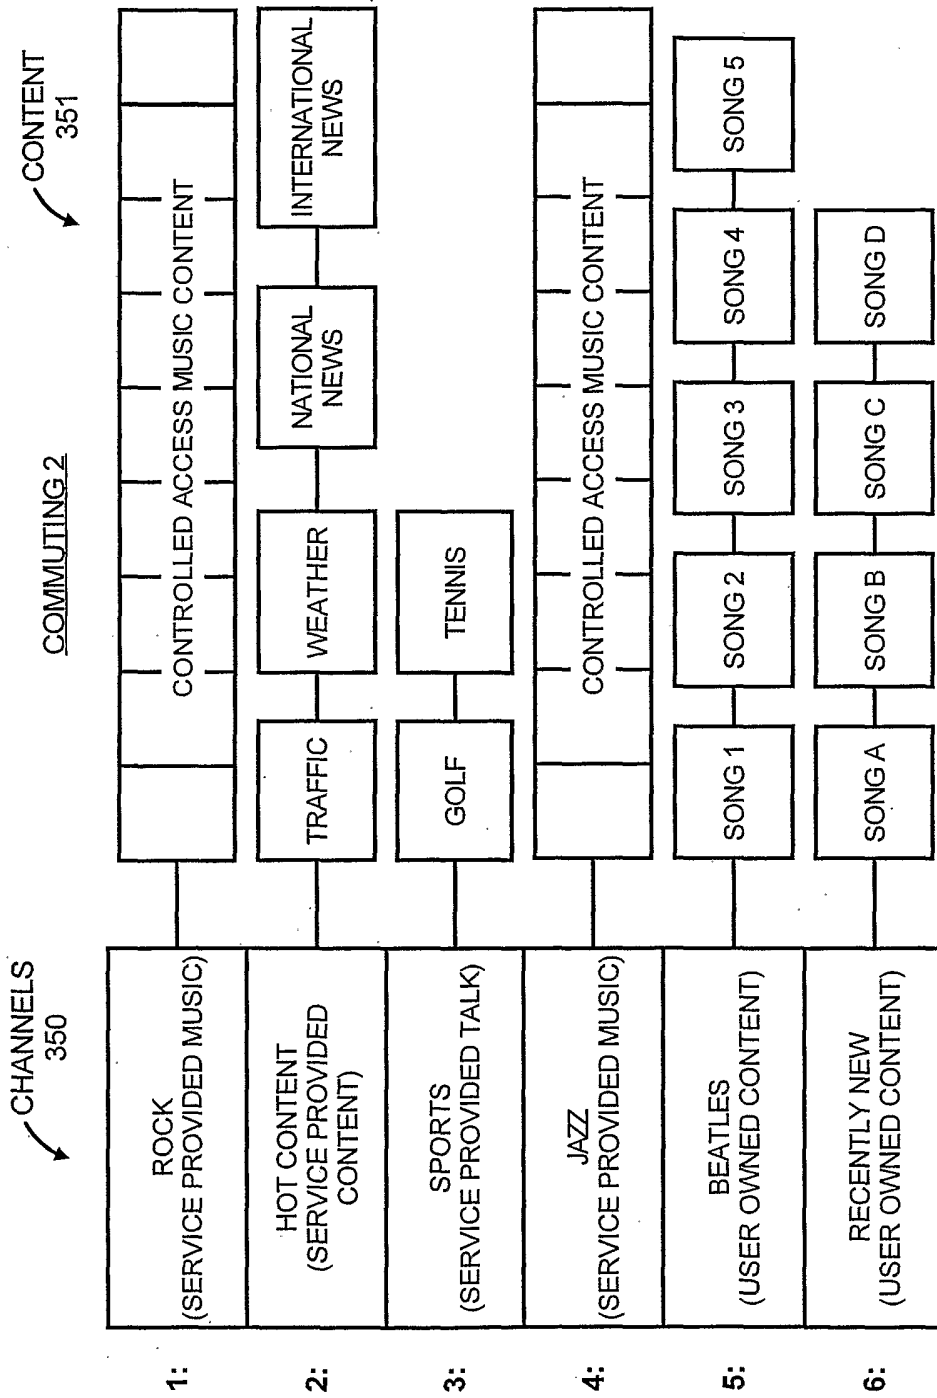 COMMUTING 2
CHANNELS
350
CONTENT
351
1:
ROCK
(SERVICE PROVIDED MUSIC)
CONTROLLED ACCESS MUSIC CONTENT
2:
HOT CONTENT
(SERVICE PROVIDED
CONTENT)
TRAFFIC
WEATHER
NATIONAL
NEWS
INTERNATIONAL
NEWS
3:
SPORTS
(SERVICE PROVIDED TALK)
GOLF
TENNIS
4:
JAZZ
(SERVICE PROVIDED MUSIC)
CONTROLLED ACCESS MUSIC CONTENT
5:
BEATLES
(USER OWNED CONTENT)
SONG 1
SONG 2
SONG 3
SONG 4
SONG 5
6:
RECENTLY NEW
(USER OWNED CONTENT)
SONG A
SONG B
SONG C
SONG D